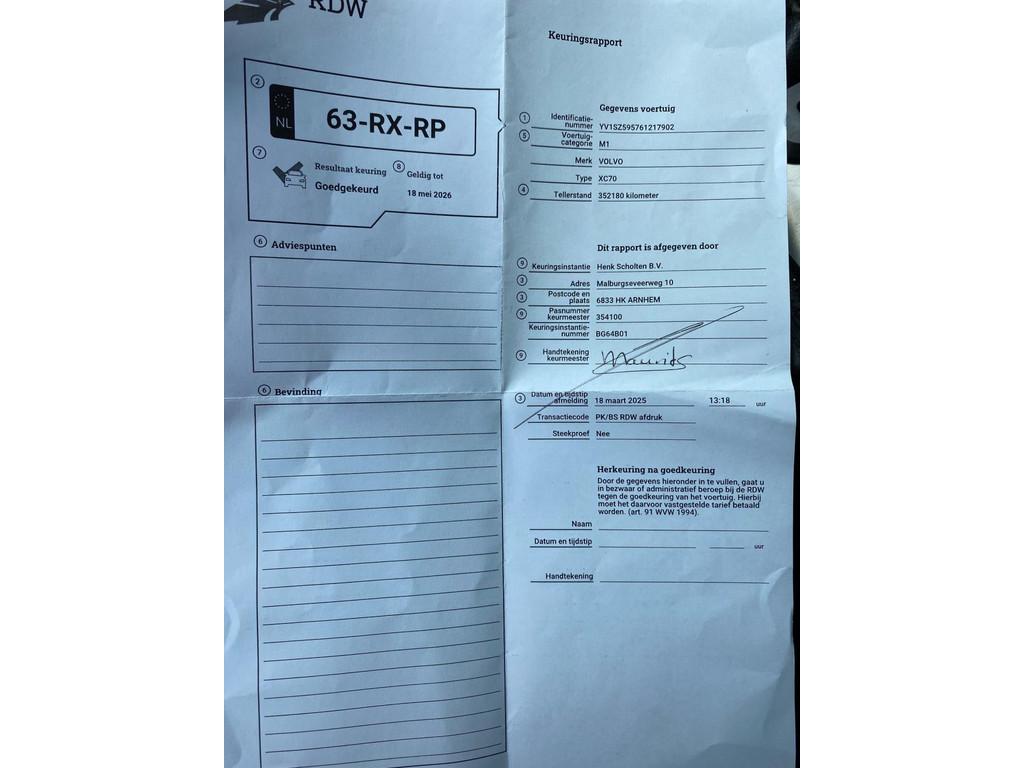 RDW
2
NL
63-RX-RP
7
Resultaat keuring
Goedgekeurd
8
Geldig tot
18 mei 2026
6 Adviespunten
6 Bevinding
Keuringsrapport
Gegevens voertuig
1 Identificatie-
nummer YV1SZ595761217902
5 Voertuig-
categorie M1
Merk VOLVO
Type XC70
4 Tellerstand 352180 kilometer
Dit rapport is afgegeven door
9 Keuringsinstantie Henk Scholten B.V.
3 Adres Malburgseveerweg 10
3 Postcode en
plaats 6833 HK ARNHEM
9 Pasnummer
keurmeester 354100
Keuringsinstantie-
nummer BG64B01
9 Handtekening
keurmeester Maurids
3 Datum en tijdstip
afmelding 18 maart 2025 13:18 uur
Transactiecode PK/BS RDW afdruk
Steekproef Nee
Herkeuring na goedkeuring
Door de gegevens hieronder in te vullen, gaat u
in bezwaar of administratief beroep bij de RDW
tegen de goedkeuring van het voertuig. Hierbij
moet het daarvoor vastgestelde tarief betaald
worden. (art. 91 WVW 1994).
Naam
Datum en tijdstip uur
Handtekening